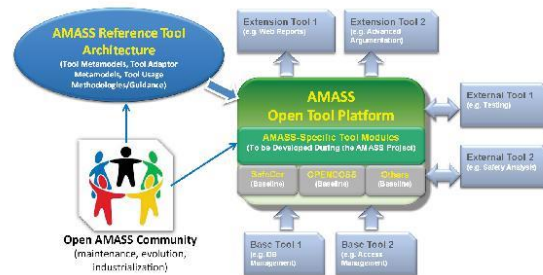 AMASS Reference Tool
Architecture
(Tool Metamodels, Tool Adaptor
Metamodels, Tool Usage
Methodologies/Guidance)
Extension Tool 1
(e.g. Web Reports)
Extension Tool 2
(e.g. Advanced
Argumentation)
AMASS
Open Tool Platform
AMASS-Specific Tool Modules
(To be Developed During the AMASS Project)
SafeCer
(Baseline)
OPENCOSS
(Baseline)
Others
(Baseline)
External Tool 1
(e.g. Testing)
External Tool 2
(e.g. Safety Analysis)
Open AMASS Community
(maintenance, evolution,
industrialization)
Base Tool 1
(e.g. DB
Management)
Base Tool 2
(e.g. Access
Management)